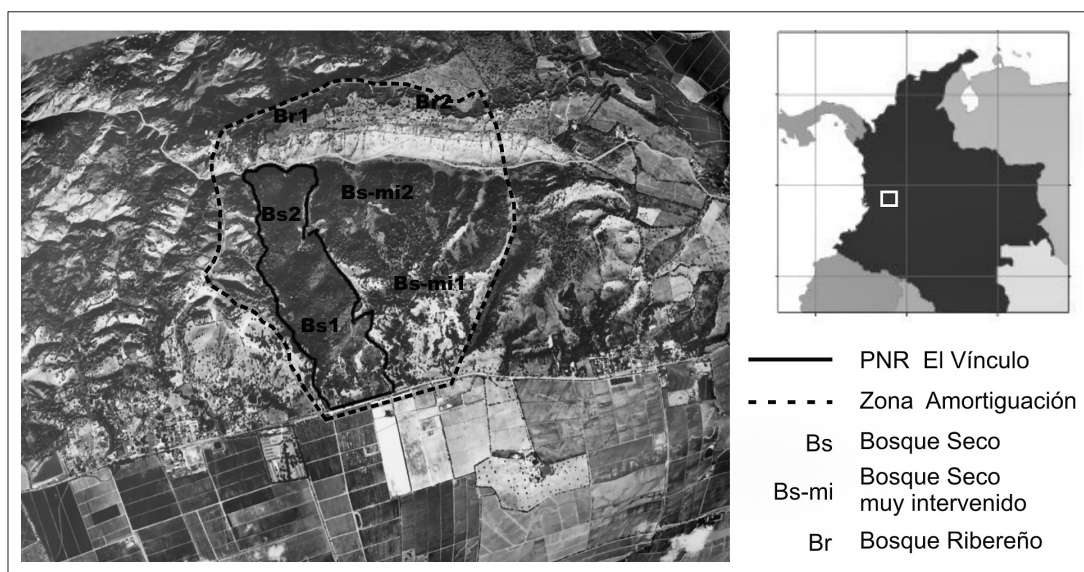 Br1
Br2
Bs-mi2
Bs2
Bs-mi1
Bs1
PNR El Vínculo
Zona Amortiguación
Bs Bosque Seco
Bs-mi Bosque Seco
muy intervenido
Br Bosque Ribereño